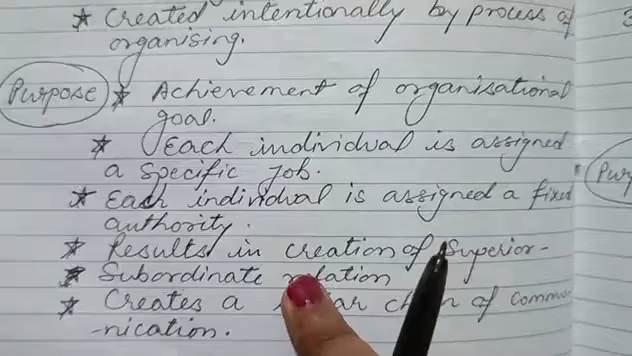 * Created intentionally by process of
organising.
Purpose * Achievement of organisational
goal.
* Each individual is assigned
a specific job.
* Each individual is assigned a fixed
authority.
* Results in creation of Superior-
* Subordinate relation
* Creates a chain of commu
-nication.